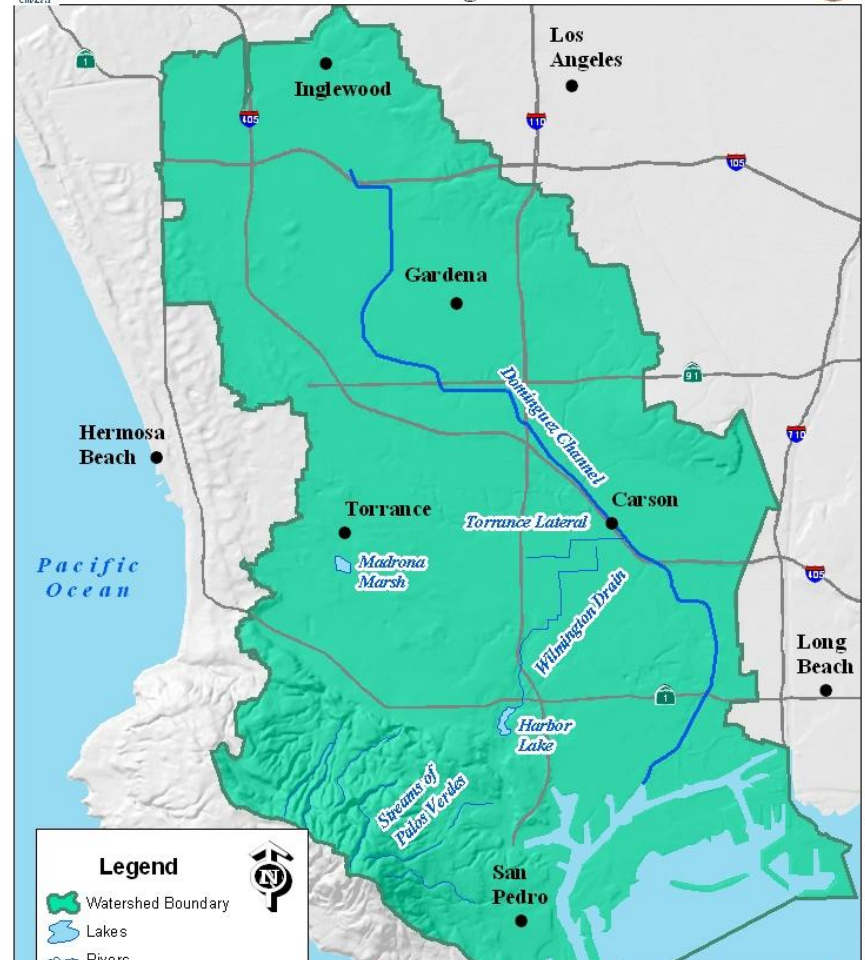 1
Inglewood
Los
Angeles
405
110
105
Gardena
91
Dominguez Channel
Hermosa
Beach
710
Torrance
Torrance Lateral
Carson
Madrona
Marsh
Pacific
Ocean
Wilmington Drain
405
Long
Beach
1
Harbor
Lake
Streams of
Palos Verdes
San
Pedro
Legend
N
Watershed Boundary
Lakes
Rivers